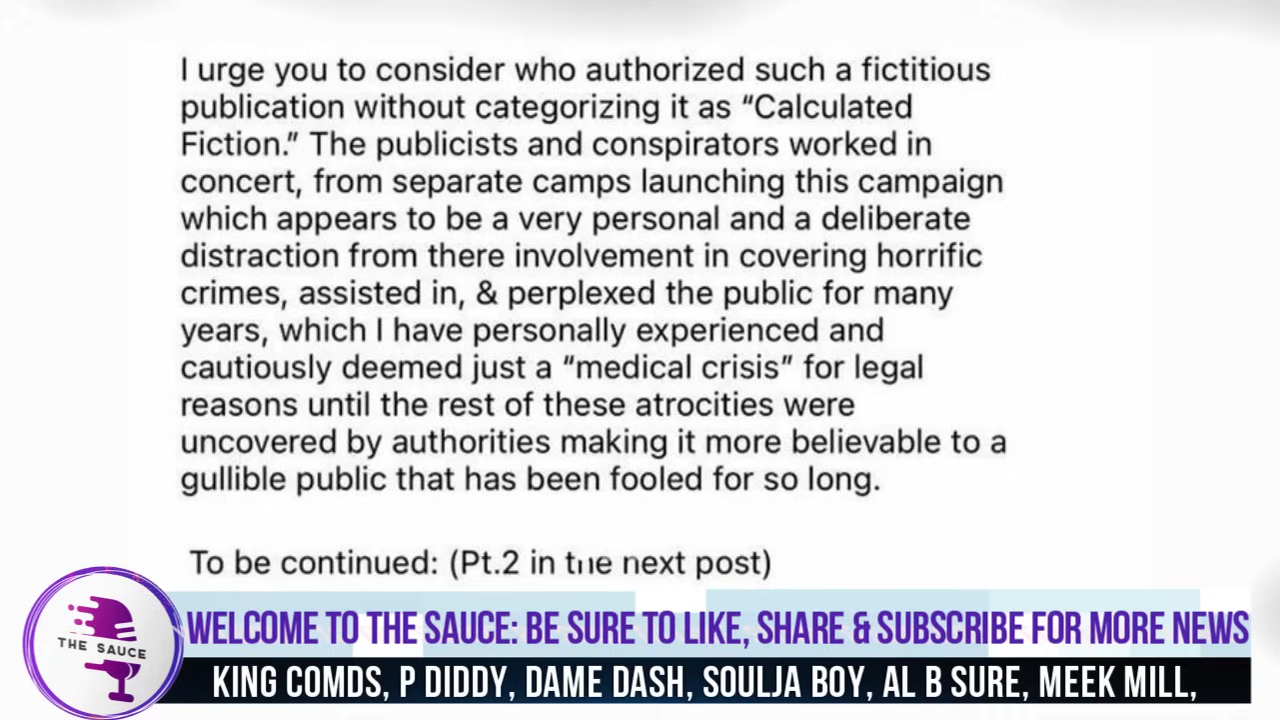 I urge you to consider who authorized such a fictitious
publication without categorizing it as “Calculated
Fiction.” The publicists and conspirators worked in
concert, from separate camps launching this campaign
which appears to be a very personal and a deliberate
distraction from there involvement in covering horrific
crimes, assisted in, & perplexed the public for many
years, which I have personally experienced and
cautiously deemed just a “medical crisis” for legal
reasons until the rest of these atrocities were
uncovered by authorities making it more believable to a
gullible public that has been fooled for so long.
To be continued: (Pt.2 in the next post)
WELCOME TO THE SAUCE: BE SURE TO LIKE, SHARE & SUBSCRIBE FOR MORE NEWS
THE SAUCE
KING COMDS, P DIDDY, DAME DASH, SOULJA BOY, AL B SURE, MEEK MILL,